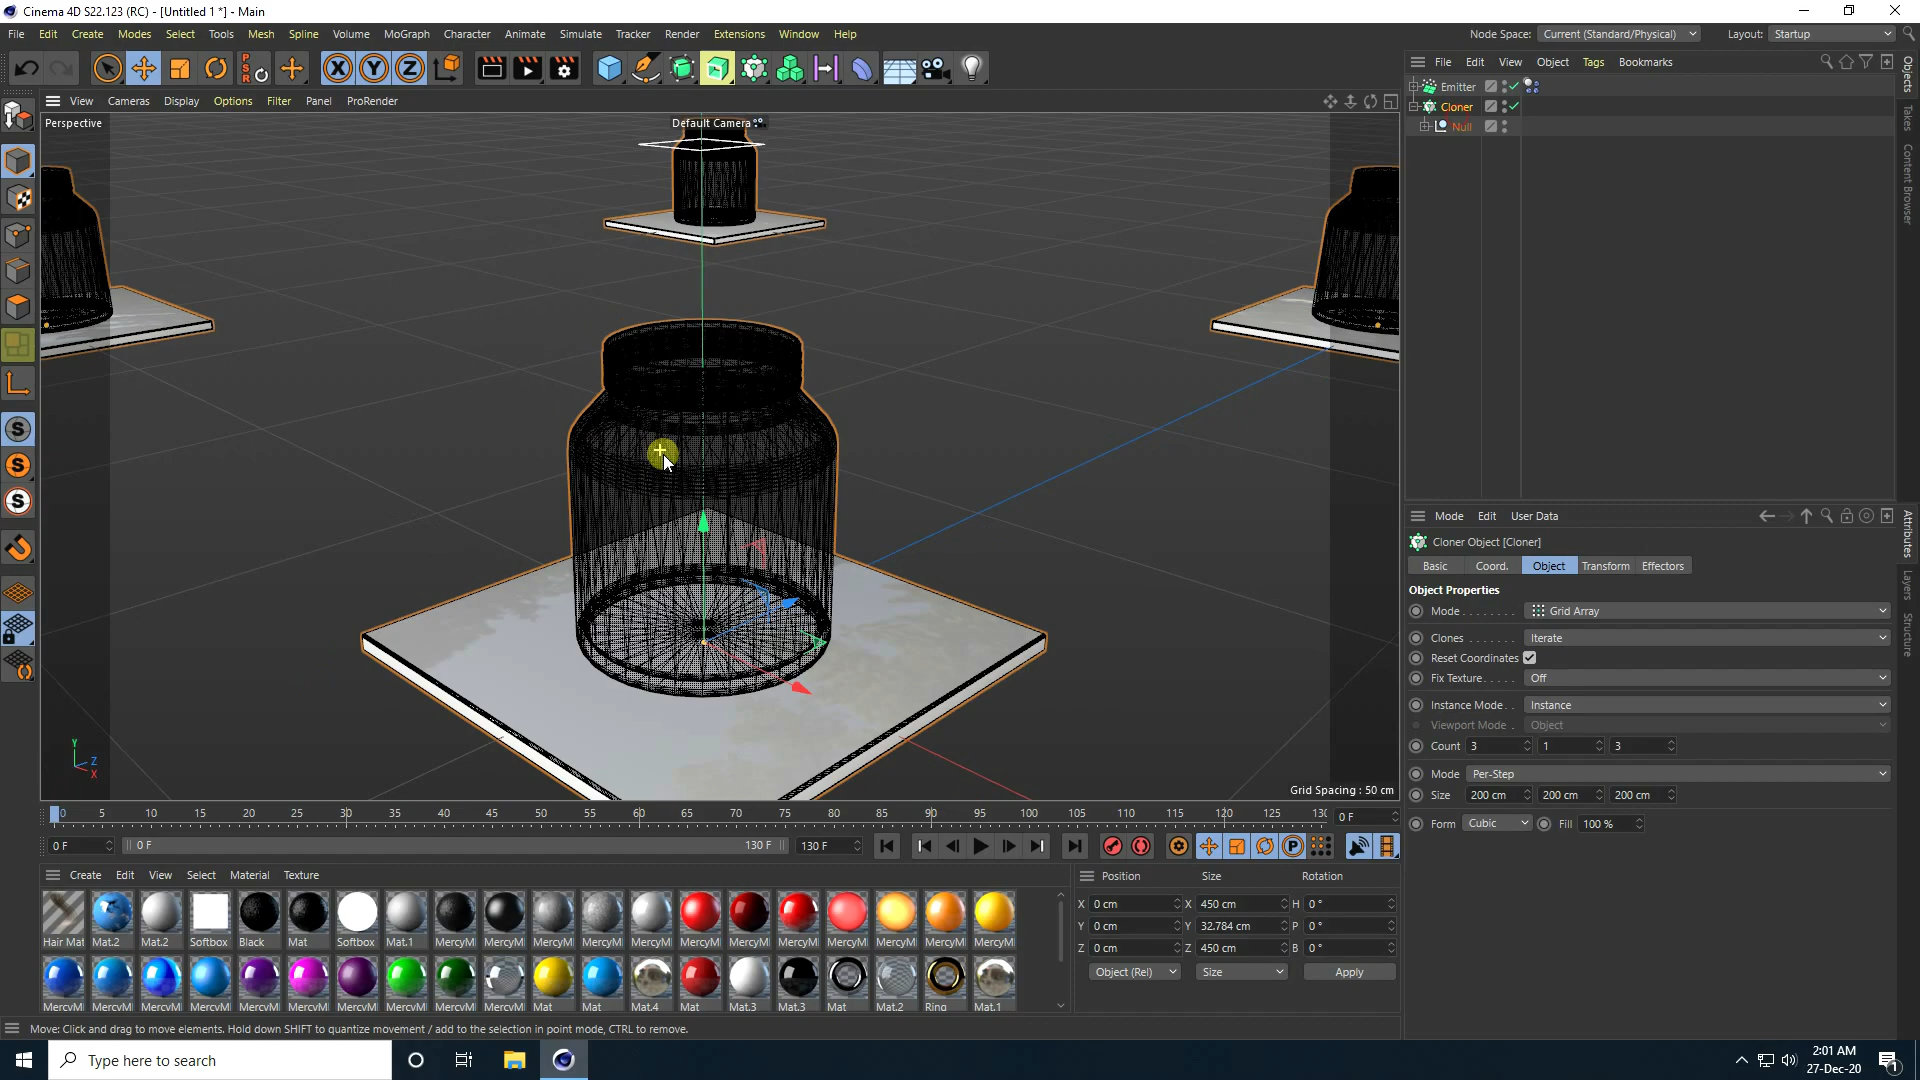 Cinema 4D S22.123 (RC) - [Untitled 1 *] - Main
File Edit Create Modes Select Tools Mesh Spline Volume MoGraph Character Animate Simulate Tracker Render Extensions Window Help
Node Space: Current (Standard/Physical) Layout: Startup
PSR X Y Z
File Edit View Object Tags Bookmarks
View Cameras Display Options Filter Panel ProRender
Perspective
Default Camera
Emitter
Cloner
Null
Objects
Takes
Content Browser
S
S
S
Y
Z
X
Grid Spacing : 50 cm
Mode Edit User Data
Cloner Object [Cloner]
Basic Coord. Object Transform Effectors
Object Properties
Mode . . . . . . . . Grid Array
Clones . . . . . . . Iterate
Reset Coordinates
Fix Texture . . . . . Off
Instance Mode . . Instance
Viewport Mode . Object
Count 3 1 3
Mode Per-Step
Size 200 cm 200 cm 200 cm
Form Cubic Fill 100 %
Attributes
Layers
Structure
0 5 10 15 20 25 30 35 40 45 50 55 60 65 70 75 80 85 90 95 100 105 110 115 120 125 130 0 F
0 F 0 F 130 F 130 F P
Create Edit View Select Material Texture
Hair Mat Mat.2 Mat.2 Softbox Black Mat Softbox Mat.1 MercyM MercyM MercyM MercyM MercyM MercyM MercyM MercyM MercyM MercyM MercyM MercyM
MercyM MercyM MercyM MercyM MercyM MercyM MercyM MercyM MercyM MercyM Mat Mat Mat.4 Mat Mat.3 Mat.3 Mat Mat.2 Ring Mat.1
Position Size Rotation
X 0 cm X 450 cm H 0 °
Y 0 cm Y 32.784 cm P 0 °
Z 0 cm Z 450 cm B 0 °
Object (Rel) Size Apply
Move: Click and drag to move elements. Hold down SHIFT to quantize movement / add to the selection in point mode, CTRL to remove.
Type here to search
2:01 AM
27-Dec-20
1